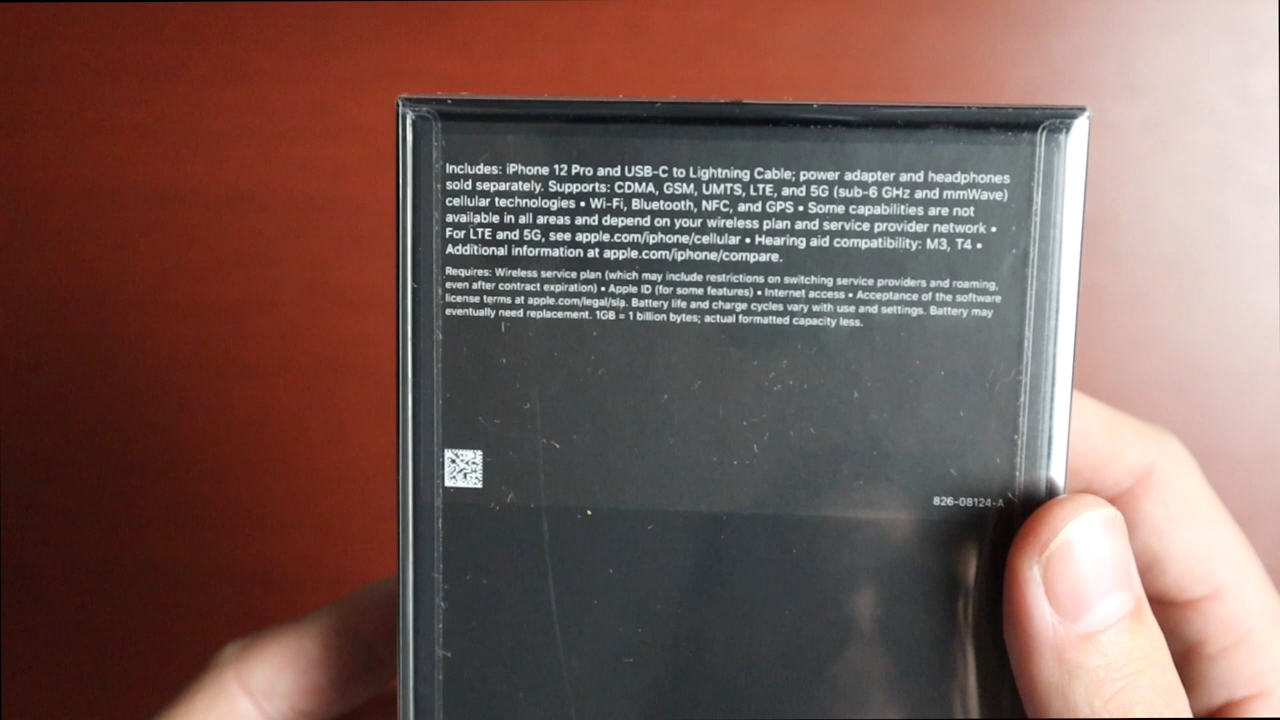 Includes: iPhone 12 Pro and USB-C to Lightning Cable; power adapter and headphones
sold separately. Supports: CDMA, GSM, UMTS, LTE, and 5G (sub-6 GHz and mmWave)
cellular technologies • Wi-Fi, Bluetooth, NFC, and GPS • Some capabilities are not
available in all areas and depend on your wireless plan and service provider network •
For LTE and 5G, see apple.com/iphone/cellular • Hearing aid compatibility: M3, T4 •
Additional information at apple.com/iphone/compare.
Requires: Wireless service plan (which may include restrictions on switching service providers and roaming,
even after contract expiration) • Apple ID (for some features) • Internet access • Acceptance of the software
license terms at apple.com/legal/sla. Battery life and charge cycles vary with use and settings. Battery may
eventually need replacement. 1GB = 1 billion bytes; actual formatted capacity less.
826-08124-A